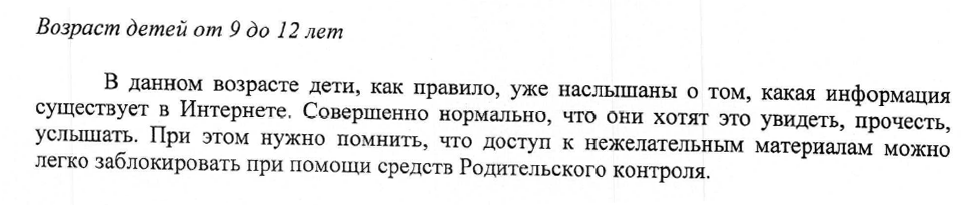 Возраст детей от 9 до 12 лет
В данном возрасте дети, как правило, уже наслышаны о том, какая информация
существует в Интернете. Совершенно нормально, что они хотят это увидеть, прочесть,
услышать. При этом нужно помнить, что доступ к нежелательным материалам можно
легко заблокировать при помощи средств Родительского контроля.